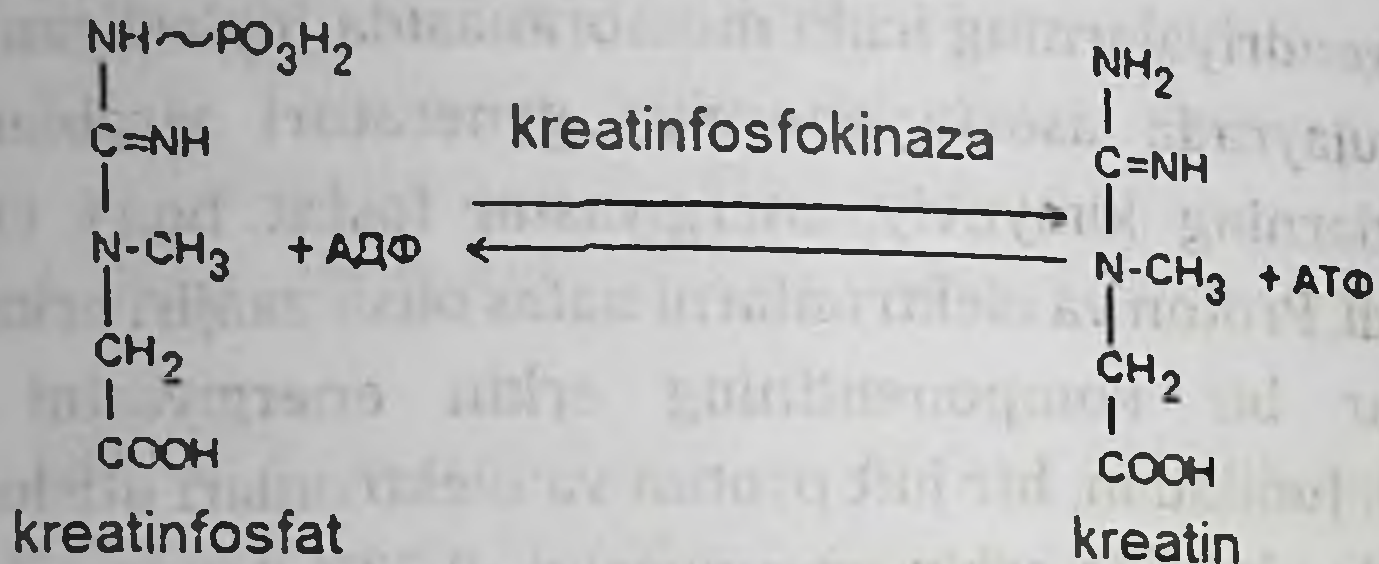 NH~PO₃H₂
C=NH
N-CH₃ + АДФ
CH₂
COOH
kreatinfosfat
kreatinfosfokinaza
NH₂
C=NH
N-CH₃ + АТФ
CH₂
COOH
kreatin